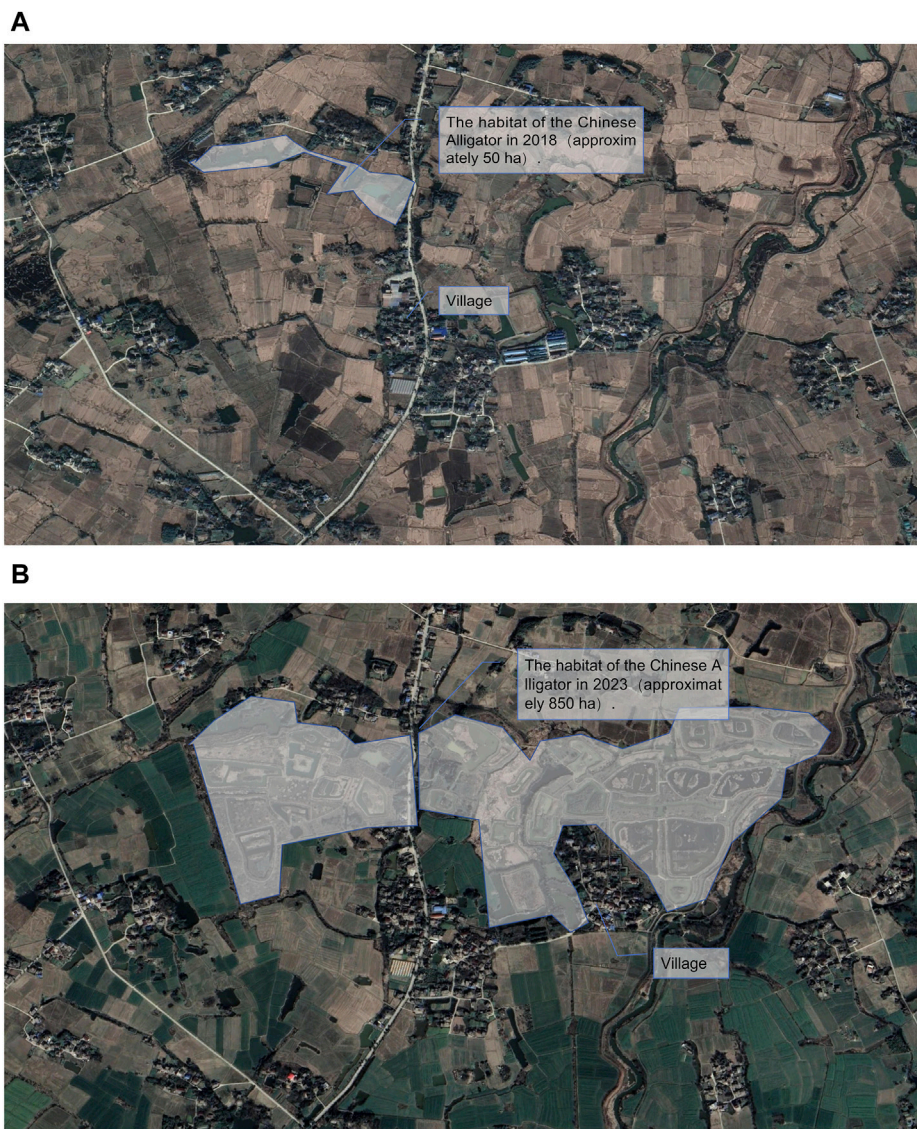 A
The habitat of the Chinese
Alligator in 2018（approxim
ately 50 ha）.
Village
B
The habitat of the Chinese A
lligator in 2023（approximat
ely 850 ha）.
Village